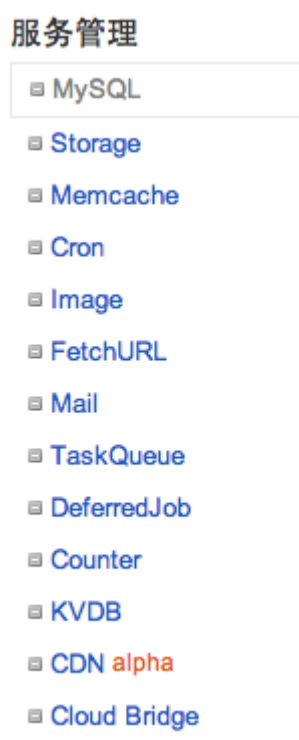 服务管理
MySQL
Storage
Memcache
Cron
Image
FetchURL
Mail
TaskQueue
DeferredJob
Counter
KVDB
CDN alpha
Cloud Bridge